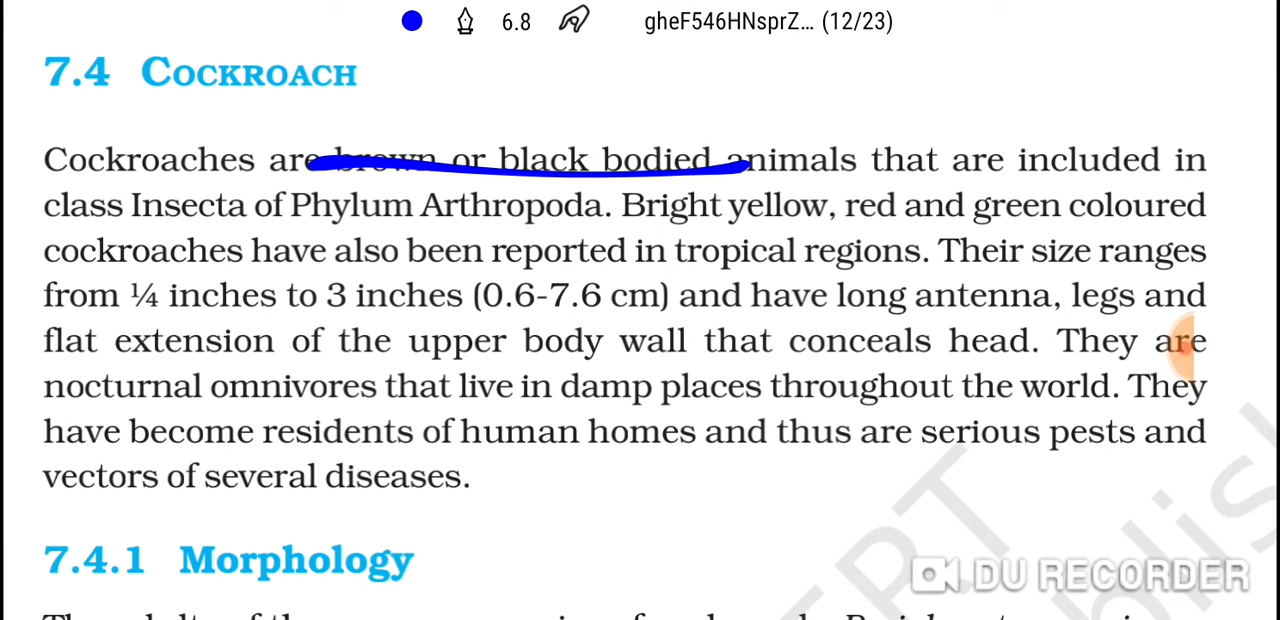 6.8 gheF546HNsprZ... (12/23)
7.4 COCKROACH
Cockroaches are brown or black bodied animals that are included in
class Insecta of Phylum Arthropoda. Bright yellow, red and green coloured
cockroaches have also been reported in tropical regions. Their size ranges
from ¼ inches to 3 inches (0.6-7.6 cm) and have long antenna, legs and
flat extension of the upper body wall that conceals head. They are
nocturnal omnivores that live in damp places throughout the world. They
have become residents of human homes and thus are serious pests and
vectors of several diseases.
7.4.1 Morphology
DU RECORDER